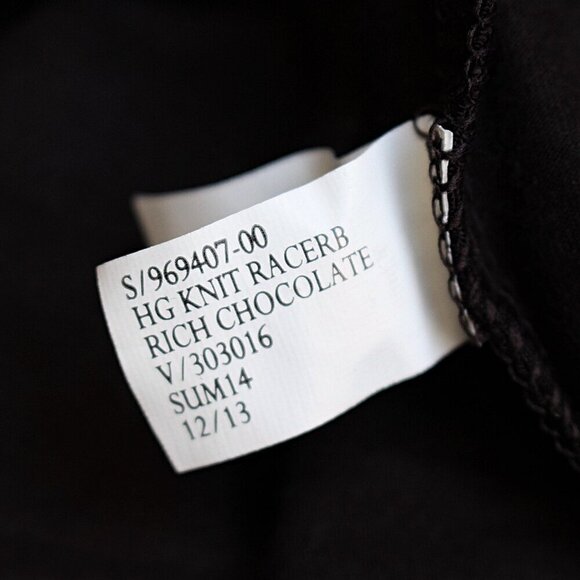 S/969407-00
HG KNIT RACERB
RICH CHOCOLATE
V/303016
SUM14
12/13